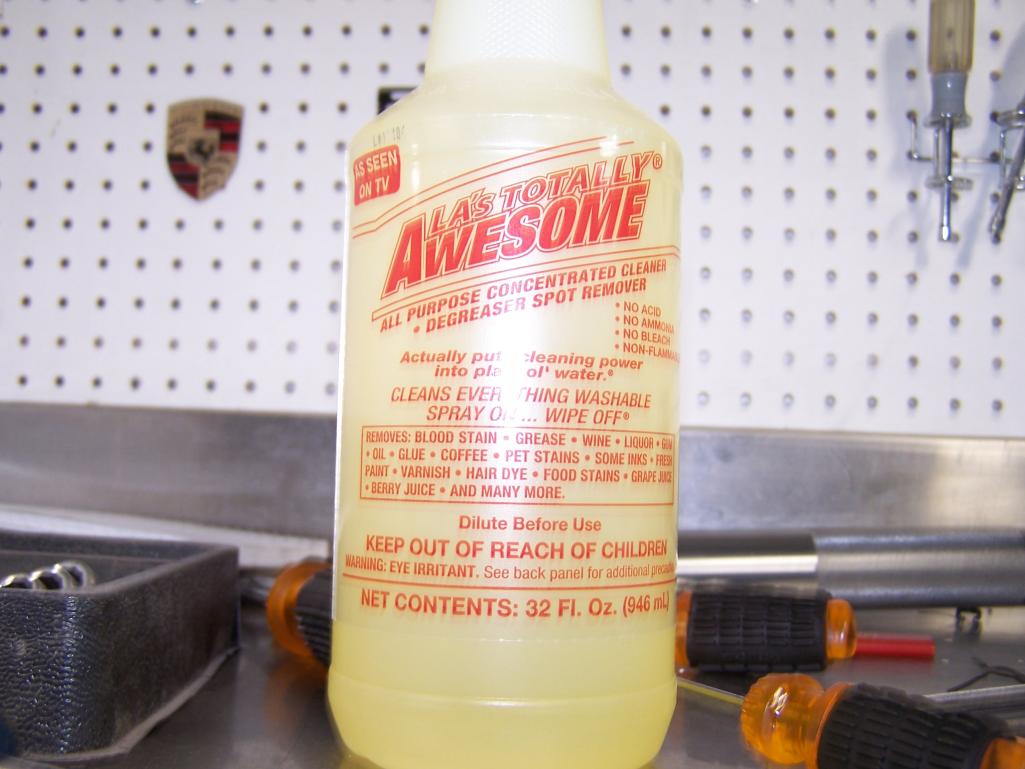 AS SEEN
ON TV
LA's TOTALLY®
AWESOME
ALL PURPOSE CONCENTRATED CLEANER
• DEGREASER SPOT REMOVER
• NO ACID
• NO AMMONIA
• NO BLEACH
• NON-FLAMMABLE
Actually put cleaning power
into ol' water.®
CLEANS EVERYTHING WASHABLE
SPRAY ON... WIPE OFF®
REMOVES: BLOOD STAIN • GREASE • WINE • LIQUOR • GUM
• OIL • GLUE • COFFEE • PET STAINS • SOME INKS • FRESH
PAINT • VARNISH • HAIR DYE • FOOD STAINS • GRAPE JUICE
• BERRY JUICE • AND MANY MORE.
Dilute Before Use
KEEP OUT OF REACH OF CHILDREN
WARNING: EYE IRRITANT. See back panel for additional
NET CONTENTS: 32 Fl. Oz. (946 mL)